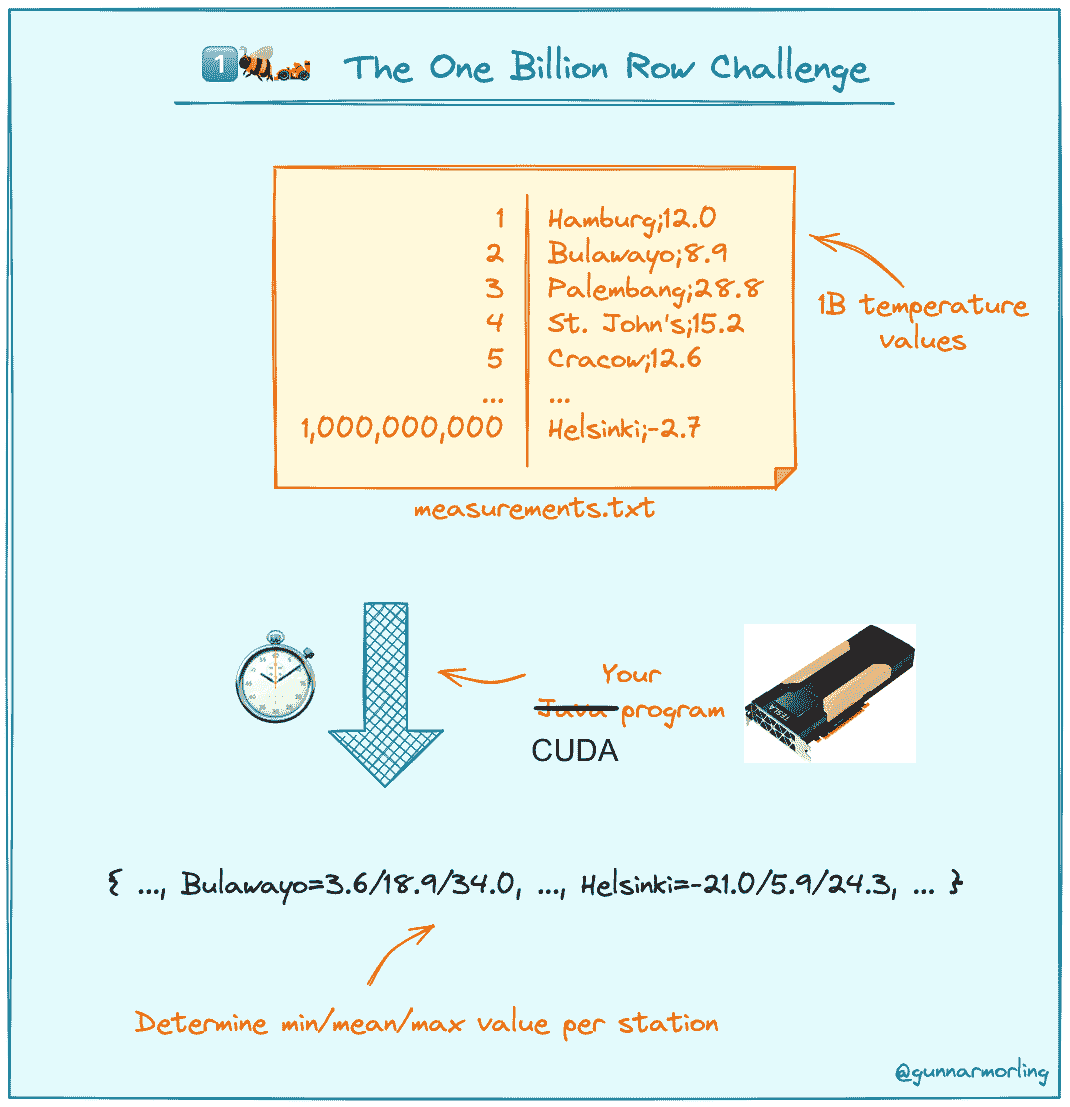 1 The One Billion Row Challenge
1 Hamburg;12.0
2 Bulawayo;8.9
3 Palembang;28.8
4 St. John's;15.2
5 Cracow;12.6
... ...
1,000,000,000 Helsinki;-2.7
measurements.txt
1B temperature
values
Your
Java program
CUDA
TESLA
{ ..., Bulawayo=3.6/18.9/34.0, ..., Helsinki=-21.0/5.9/24.3, ... }
Determine min/mean/max value per station
@gunnarmorling